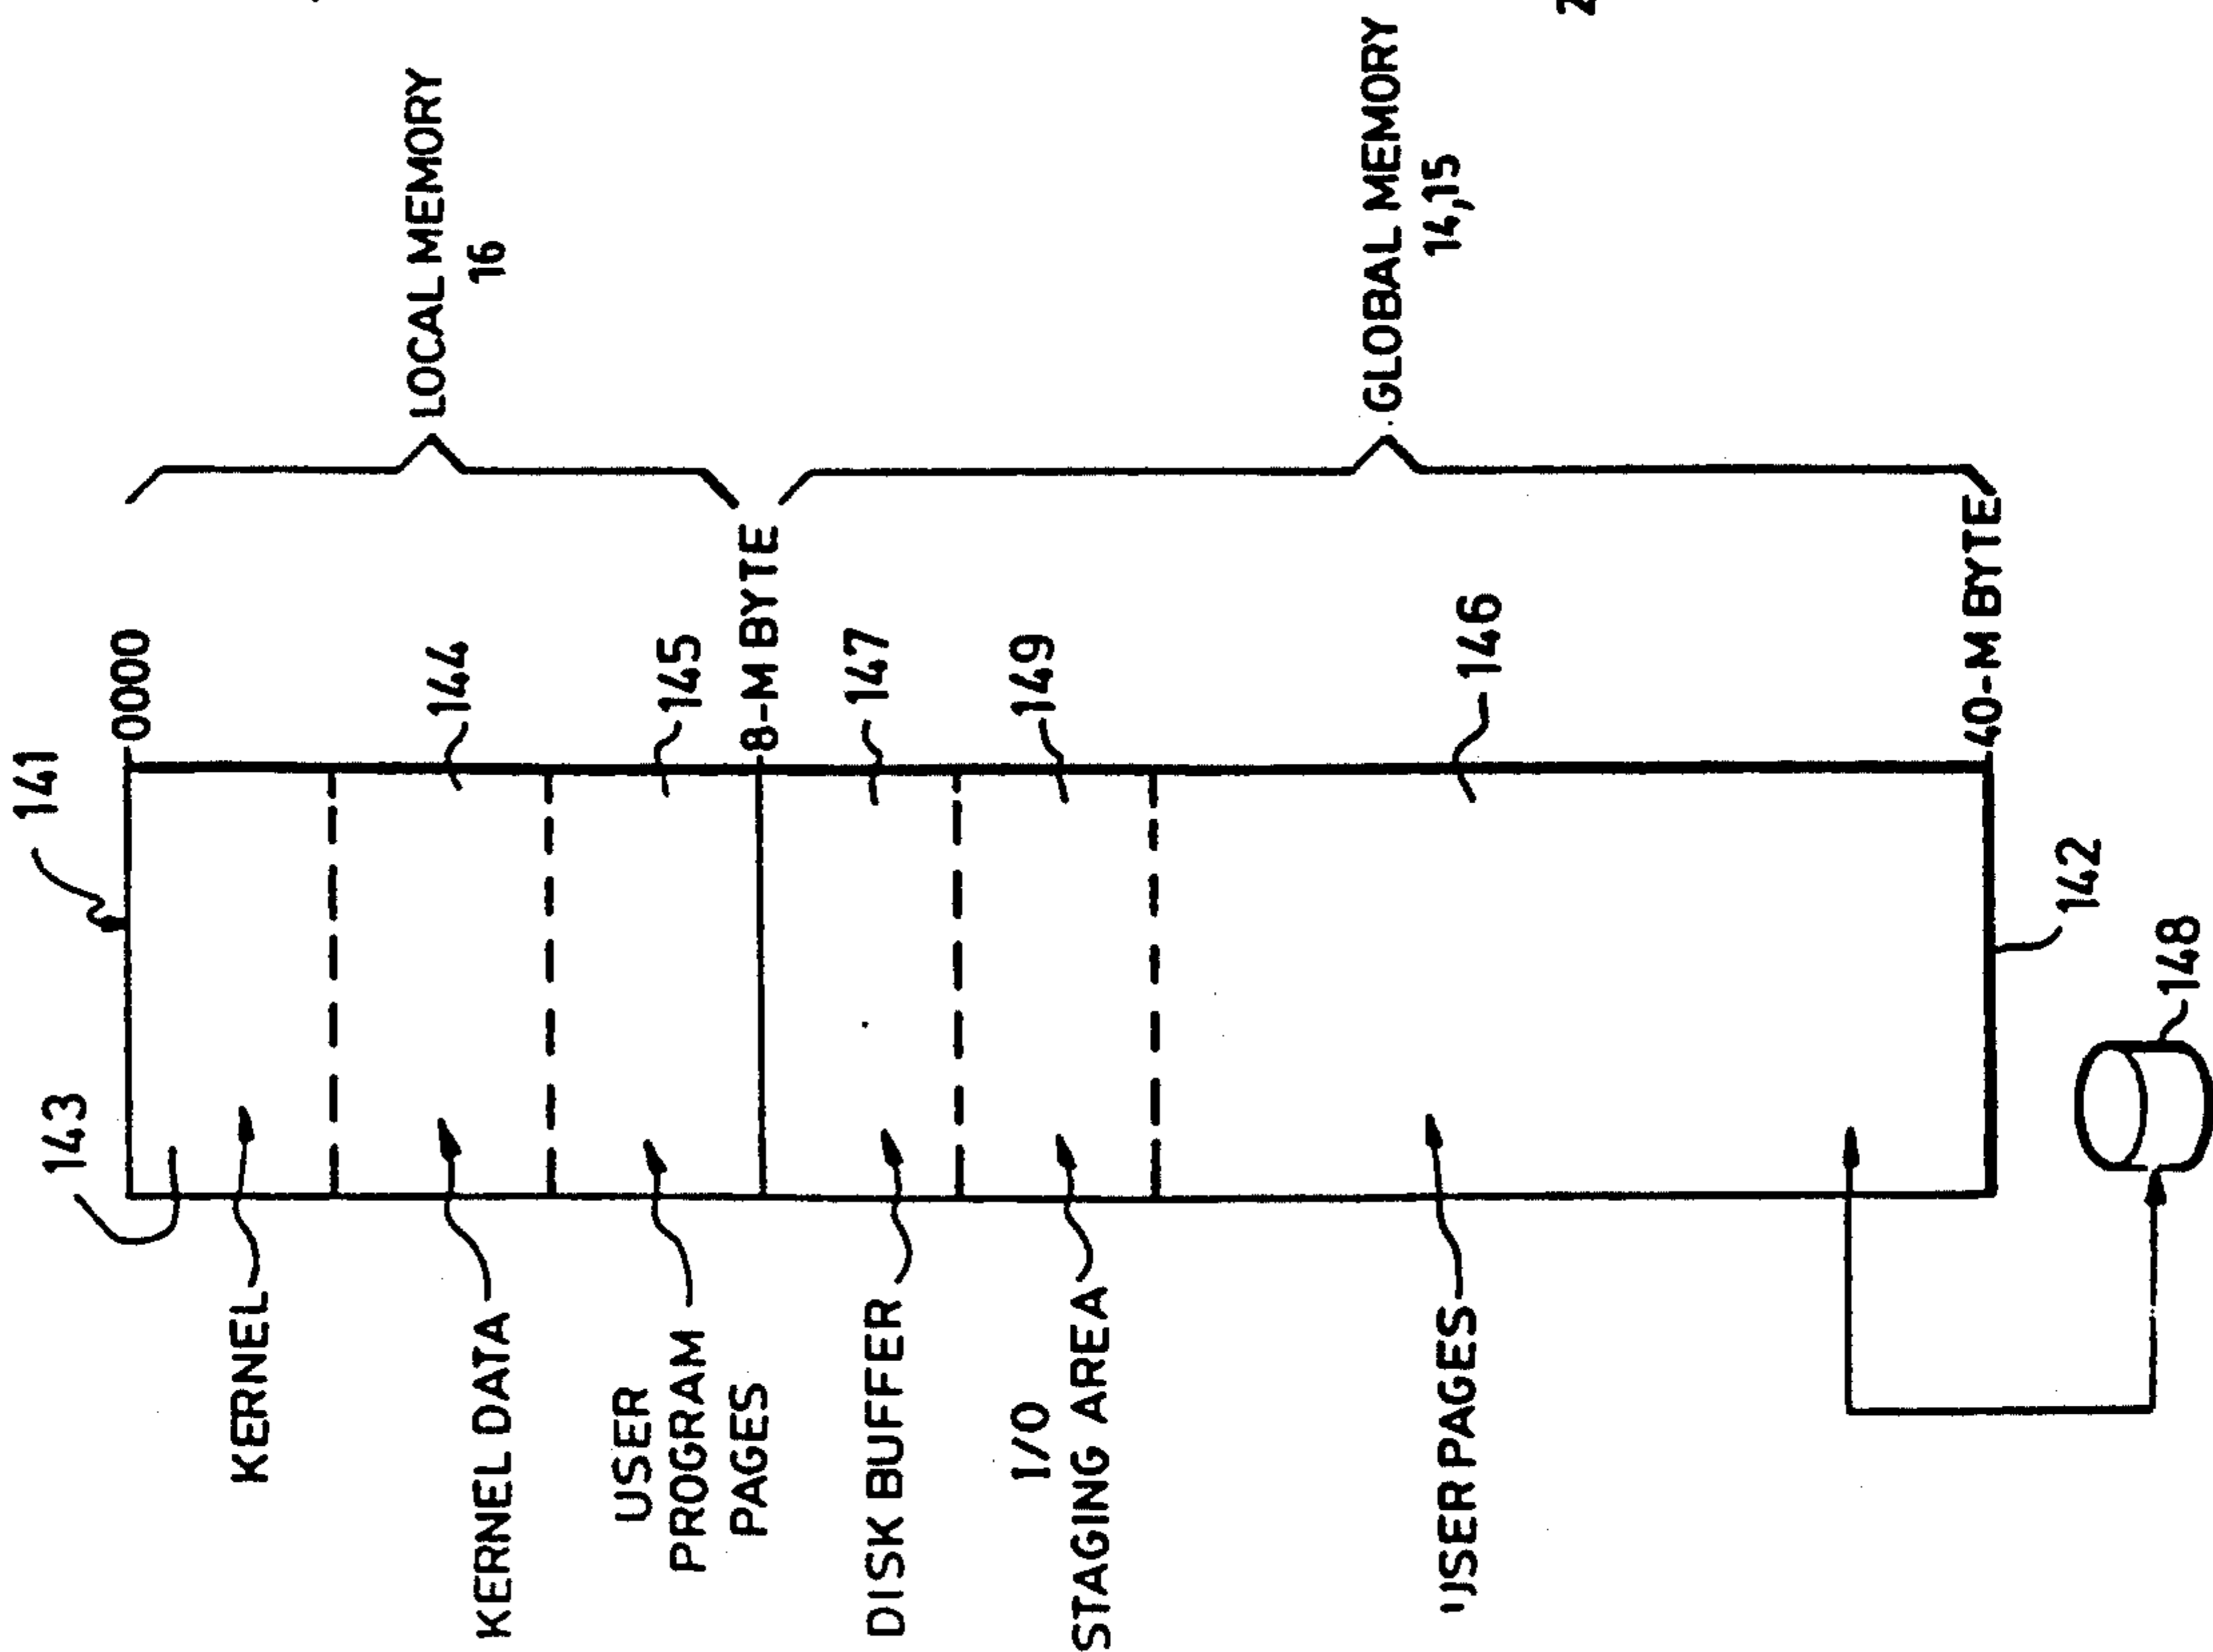 141
0000
143
KERNEL
144
KERNEL DATA
LOCAL MEMORY
16
145
USER
PROGRAM
PAGES
8-M BYTE
147
DISK BUFFER
149
I/O
STAGING AREA
146
USER PAGES
GLOBAL MEMORY
14,15
40-M BYTE
142
148